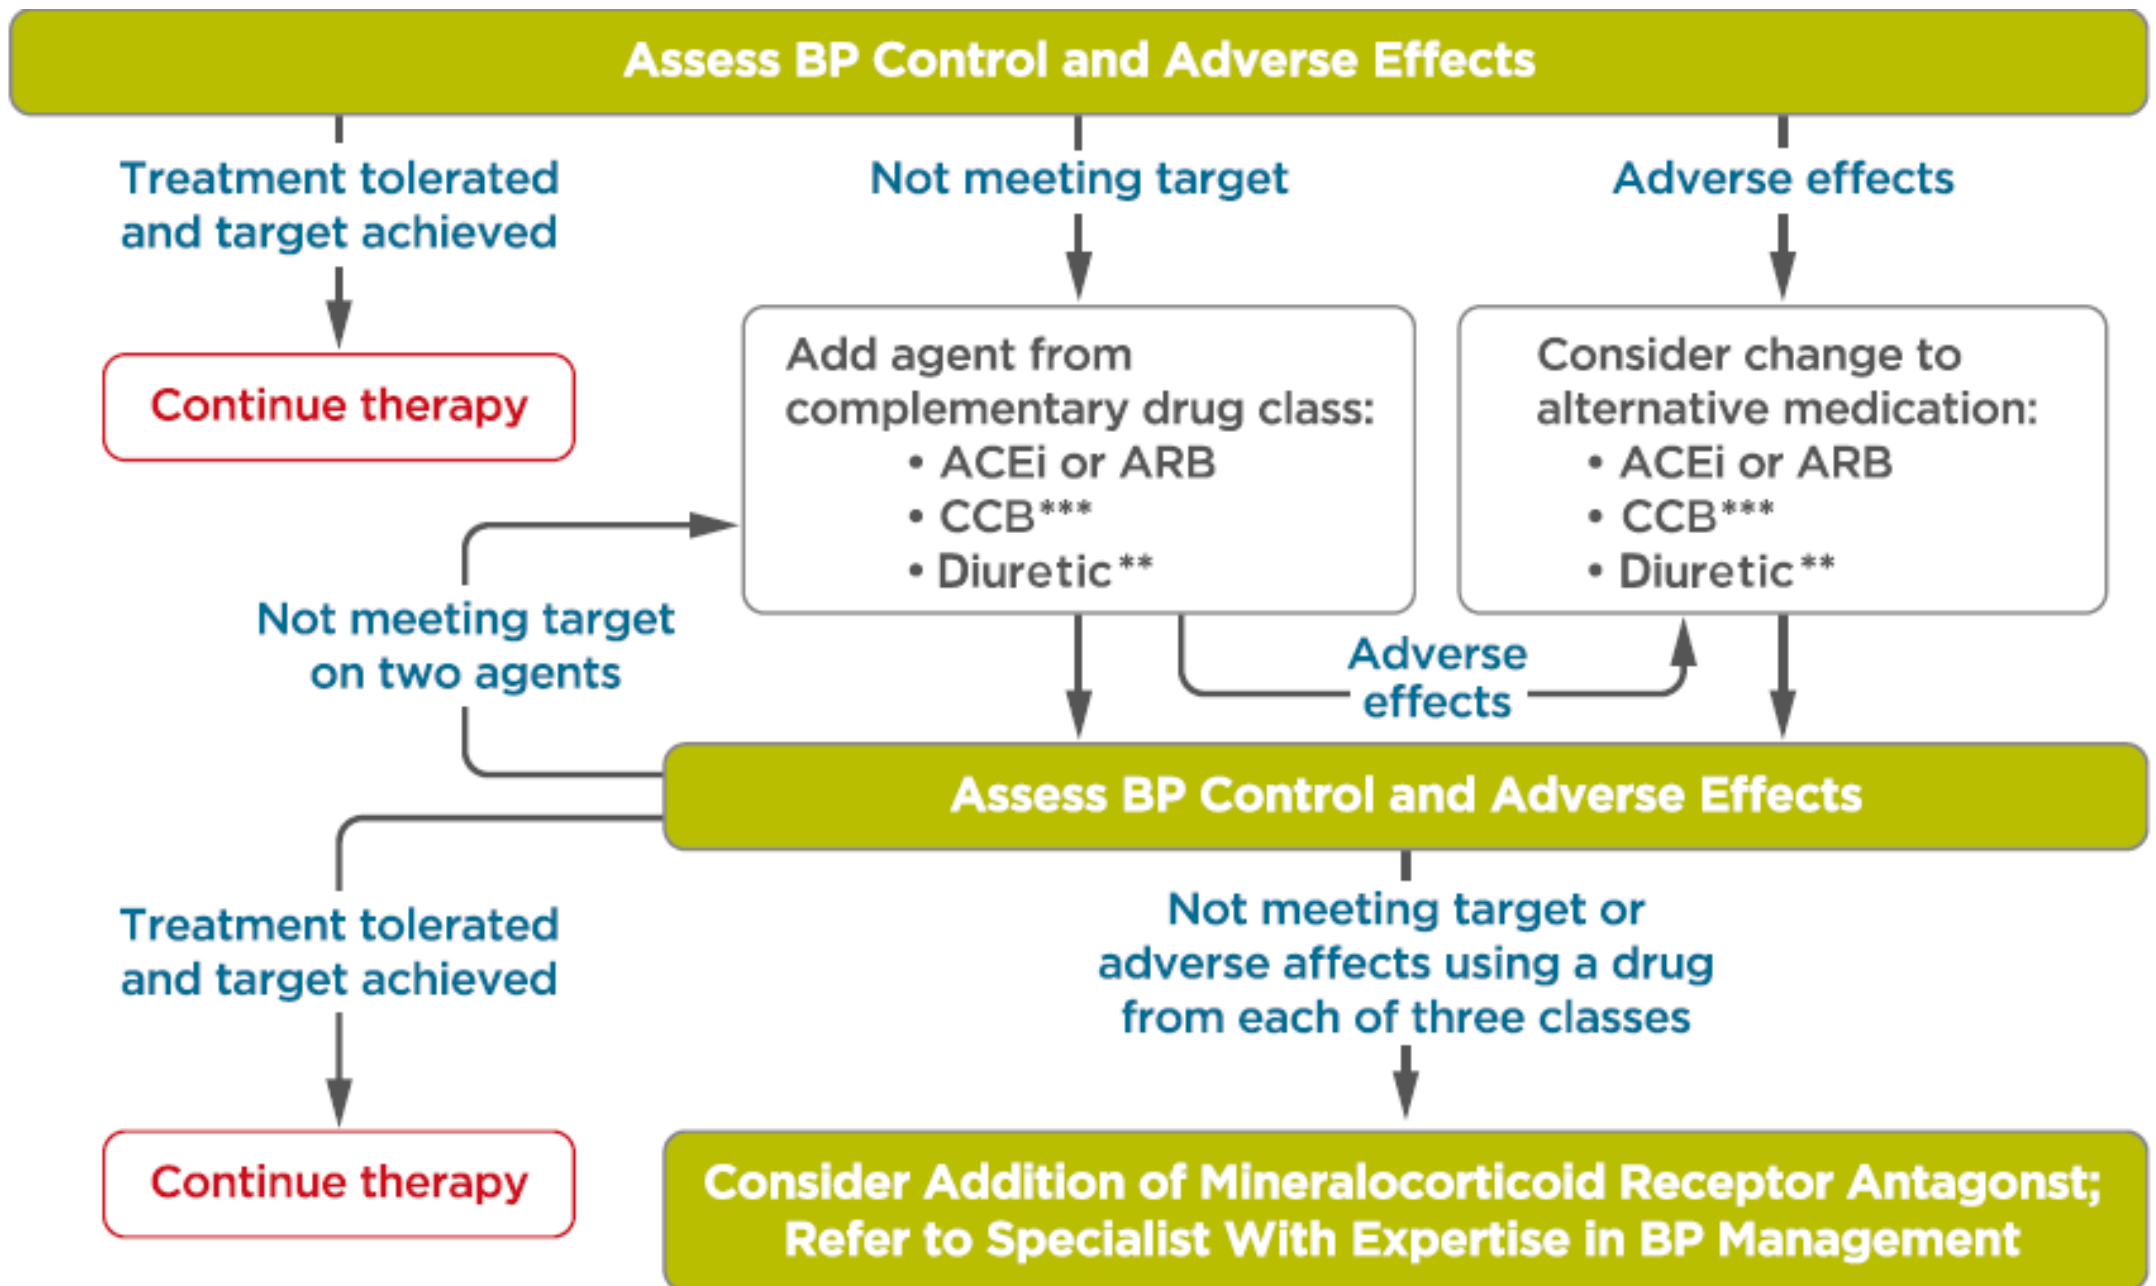 Assess BP Control and Adverse Effects
Treatment tolerated
and target achieved
Not meeting target
Adverse effects
Continue therapy
Add agent from
complementary drug class:
• ACEi or ARB
• CCB***
• Diuretic**
Consider change to
alternative medication:
• ACEi or ARB
• CCB***
• Diuretic**
Not meeting target
on two agents
Adverse
effects
Assess BP Control and Adverse Effects
Treatment tolerated
and target achieved
Not meeting target or
adverse affects using a drug
from each of three classes
Continue therapy
Consider Addition of Mineralocorticoid Receptor Antagonst;
Refer to Specialist With Expertise in BP Management